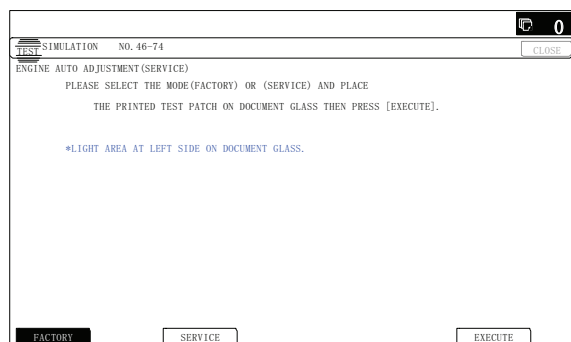 0
TEST SIMULATION NO. 46-74 CLOSE
ENGINE AUTO ADJUSTMENT(SERVICE)
PLEASE SELECT THE MODE(FACTORY) OR (SERVICE) AND PLACE
THE PRINTED TEST PATCH ON DOCUMENT GLASS THEN PRESS [EXECUTE].
*LIGHT AREA AT LEFT SIDE ON DOCUMENT GLASS.
FACTORY SERVICE EXECUTE